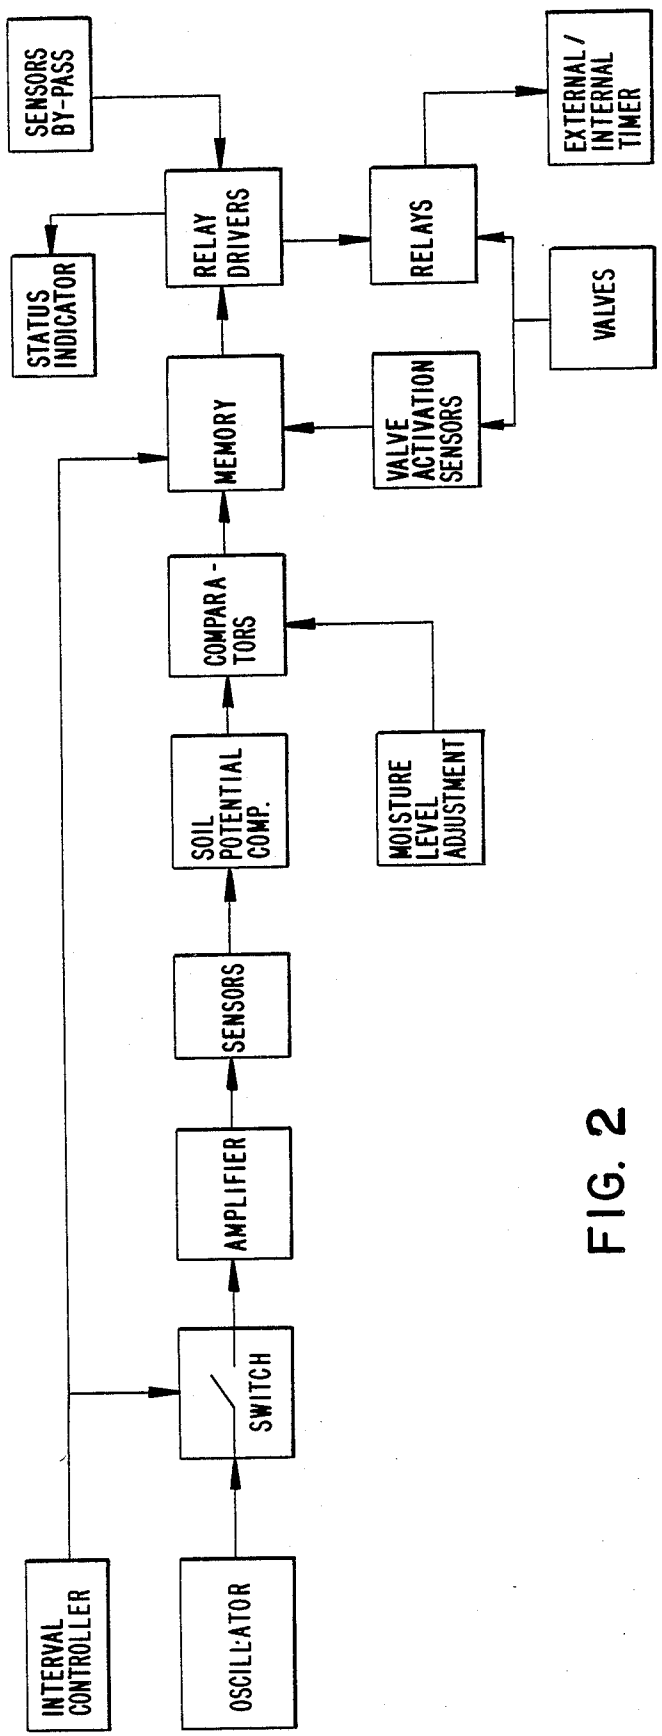 INTERVAL
CONTROLLER
OSCILLATOR
SWITCH
AMPLIFIER
SENSORS
SOIL
POTENTIAL
COMP.
COMPARA-
TORS
MOISTURE
LEVEL
ADJUSTMENT
MEMORY
VALVE
ACTIVATION
SENSORS
STATUS
INDICATOR
RELAY
DRIVERS
SENSORS
BY-PASS
RELAYS
VALVES
EXTERNAL/
INTERNAL
TIMER
FIG. 2